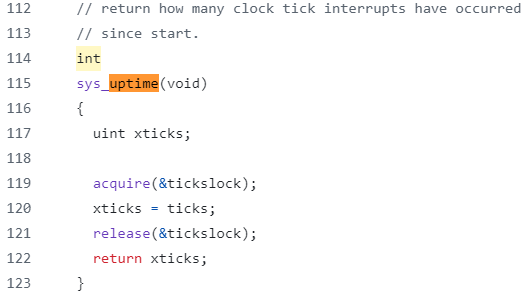 112 // return how many clock tick interrupts have occurred
113 // since start.
114 int
115 sys_uptime(void)
116 {
117   uint xticks;
118
119   acquire(&tickslock);
120   xticks = ticks;
121   release(&tickslock);
122   return xticks;
123 }